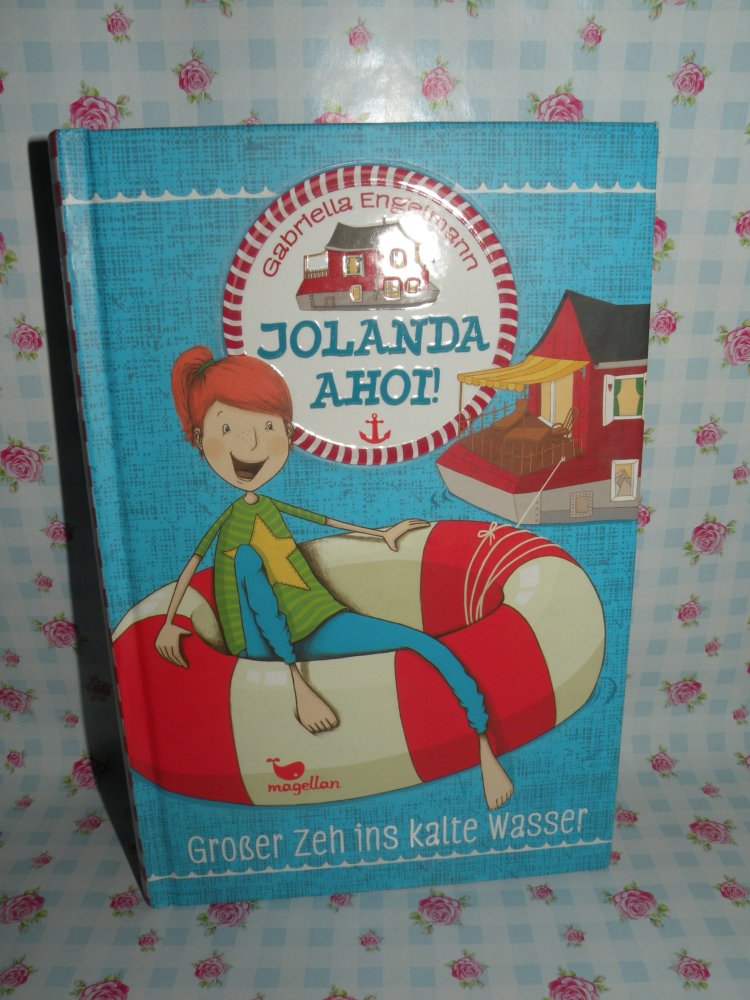 Gabriella Engelmann
JOLANDA
AHOI!
magellan
Großer Zeh ins kalte Wasser